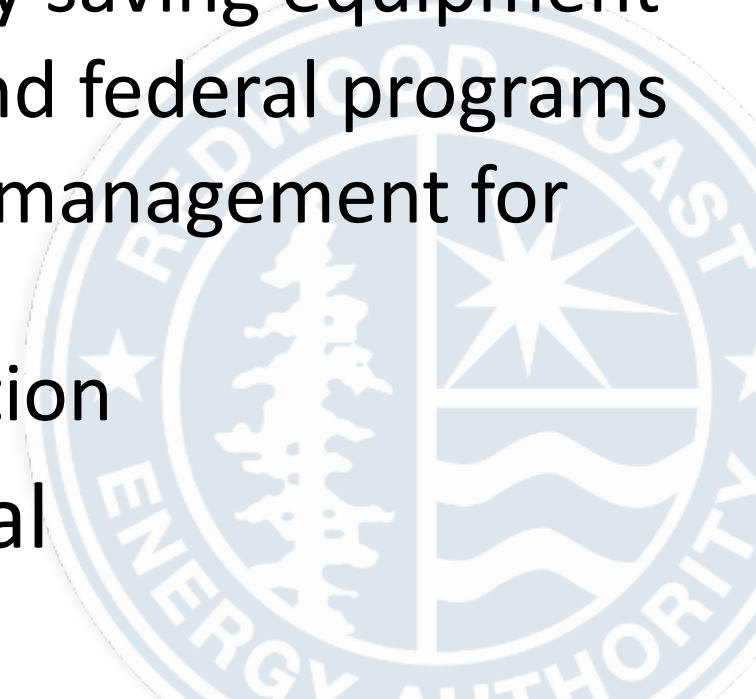 y saving equipment
nd federal programs
management for
tion
al
REDWOOD COAST
ENERGY AUTHORITY